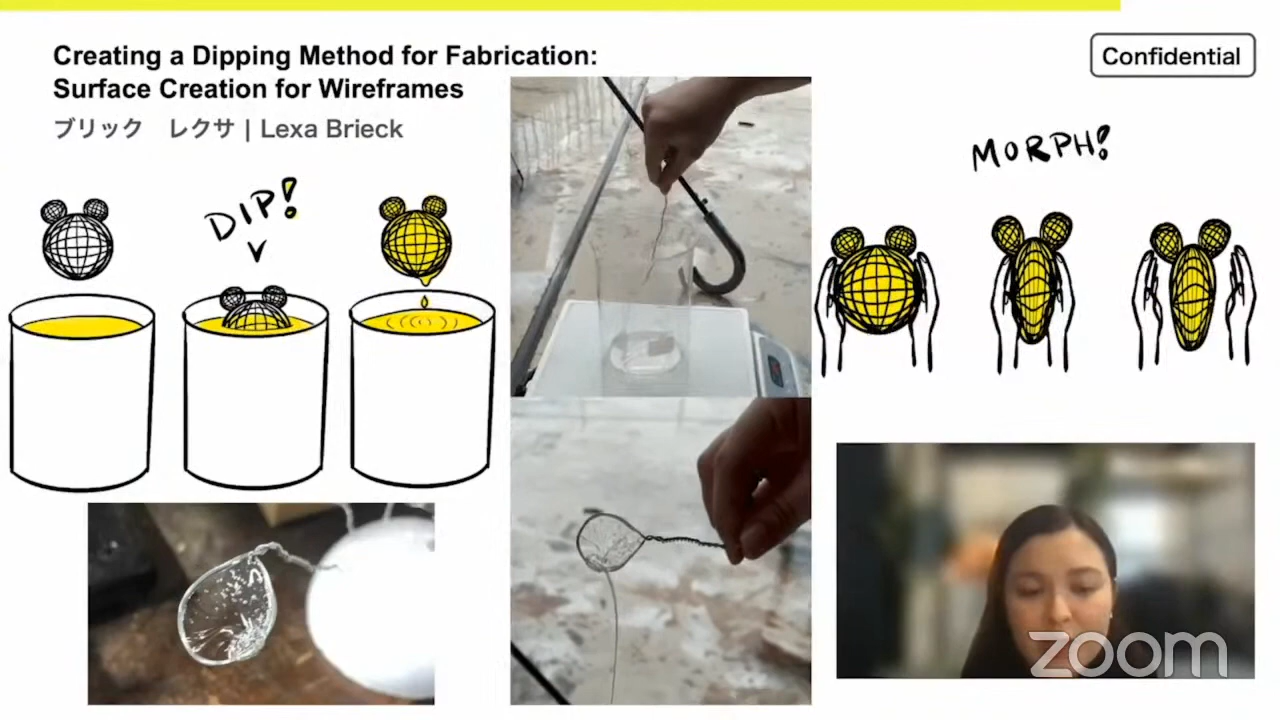 Creating a Dipping Method for Fabrication:
Surface Creation for Wireframes
ブリック　レクサ | Lexa Brieck
Confidential
DIP!
MORPH!
zoom